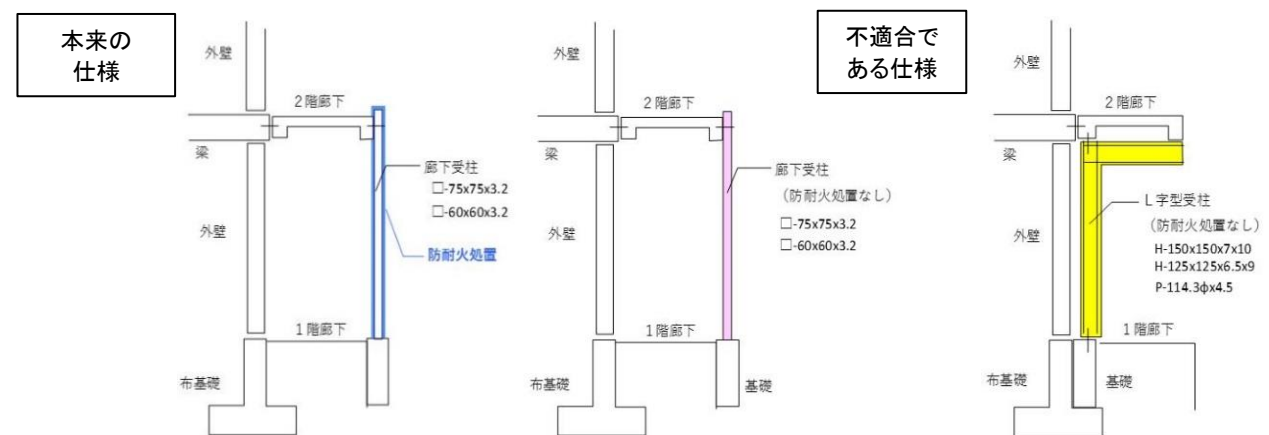 本来の
仕様
外壁
2階廊下
梁
廊下受柱
□-75x75x3.2
□-60x60x3.2
外壁
防耐火処置
1階廊下
布基礎
外壁
2階廊下
梁
廊下受柱
(防耐火処置なし)
□-75x75x3.2
□-60x60x3.2
外壁
1階廊下
布基礎
基礎
不適合で
ある仕様
外壁
2階廊下
梁
L字型受柱
(防耐火処置なし)
H-150x150x7x10
H-125x125x6.5x9
P-114.3φx4.5
外壁
1階廊下
布基礎
基礎